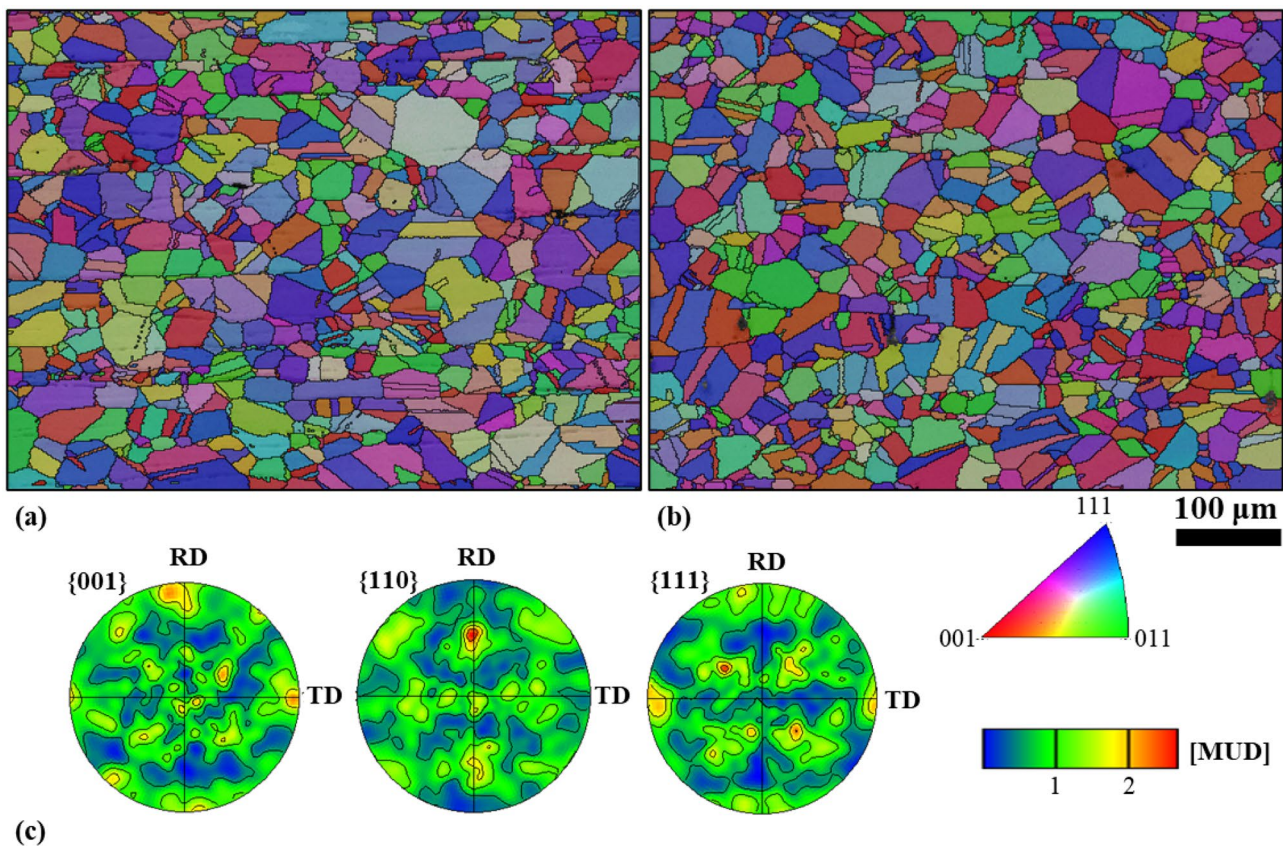 (a)
(b)
111
100 μm
001
011
RD
{001}
TD
RD
{110}
TD
RD
{111}
TD
[MUD]
1
2
(c)